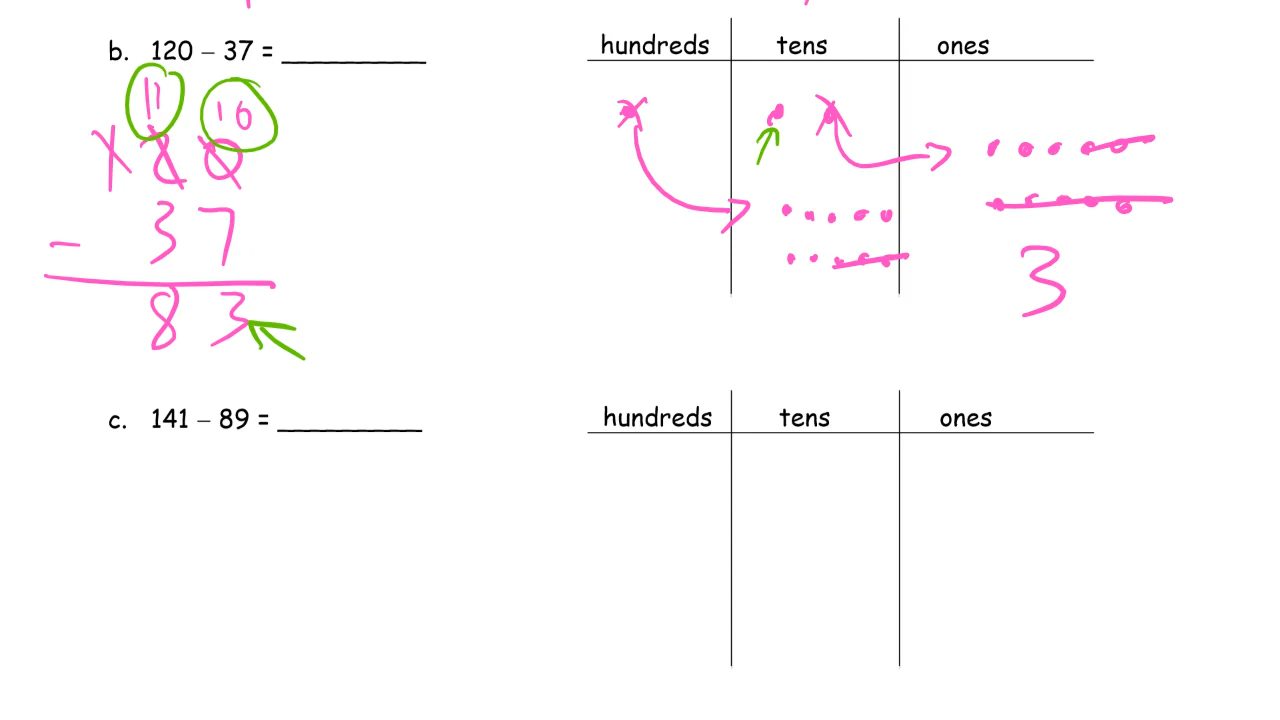 b. 120 – 37 = __________
hundreds tens ones
11 10
1 2 0
– 3 7
8 3
3
c. 141 – 89 = __________
hundreds tens ones